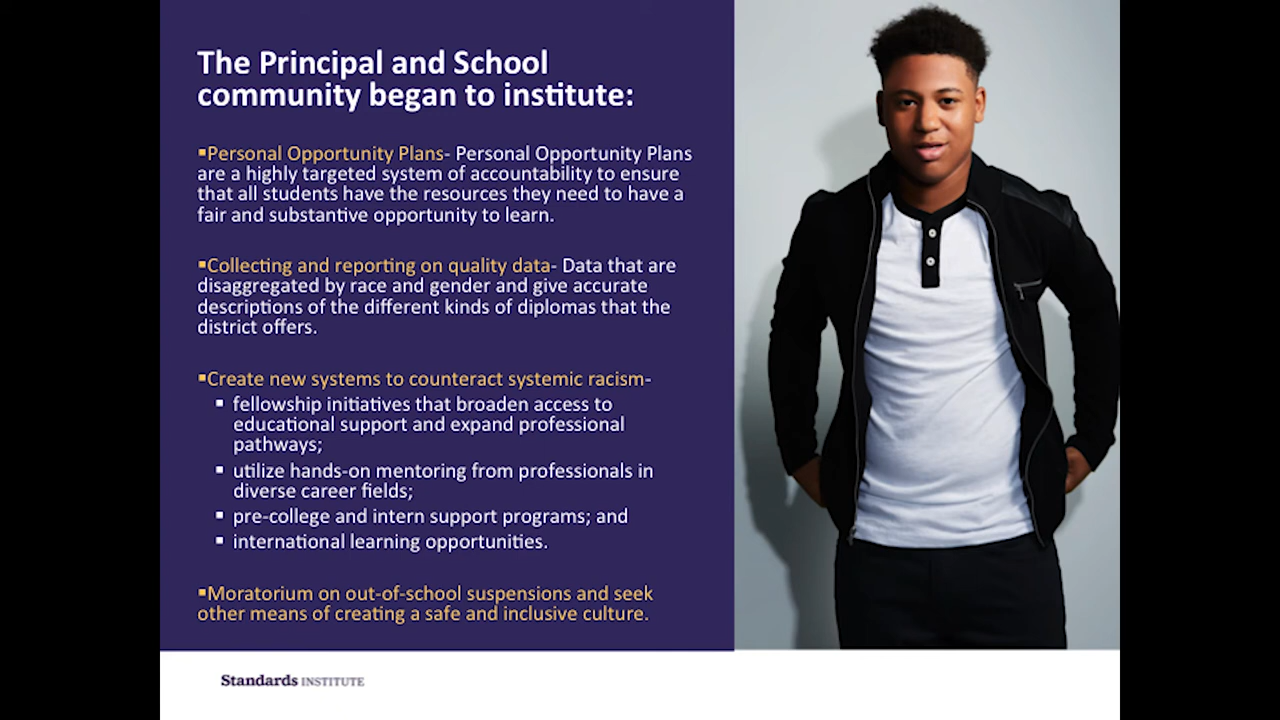 The Principal and School
community began to institute:
▪Personal Opportunity Plans- Personal Opportunity Plans
are a highly targeted system of accountability to ensure
that all students have the resources they need to have a
fair and substantive opportunity to learn.
▪Collecting and reporting on quality data- Data that are
disaggregated by race and gender and give accurate
descriptions of the different kinds of diplomas that the
district offers.
▪Create new systems to counteract systemic racism-
▪ fellowship initiatives that broaden access to
educational support and expand professional
pathways;
▪ utilize hands-on mentoring from professionals in
diverse career fields;
▪ pre-college and intern support programs; and
▪ international learning opportunities.
▪Moratorium on out-of-school suspensions and seek
other means of creating a safe and inclusive culture.
Standards INSTITUTE